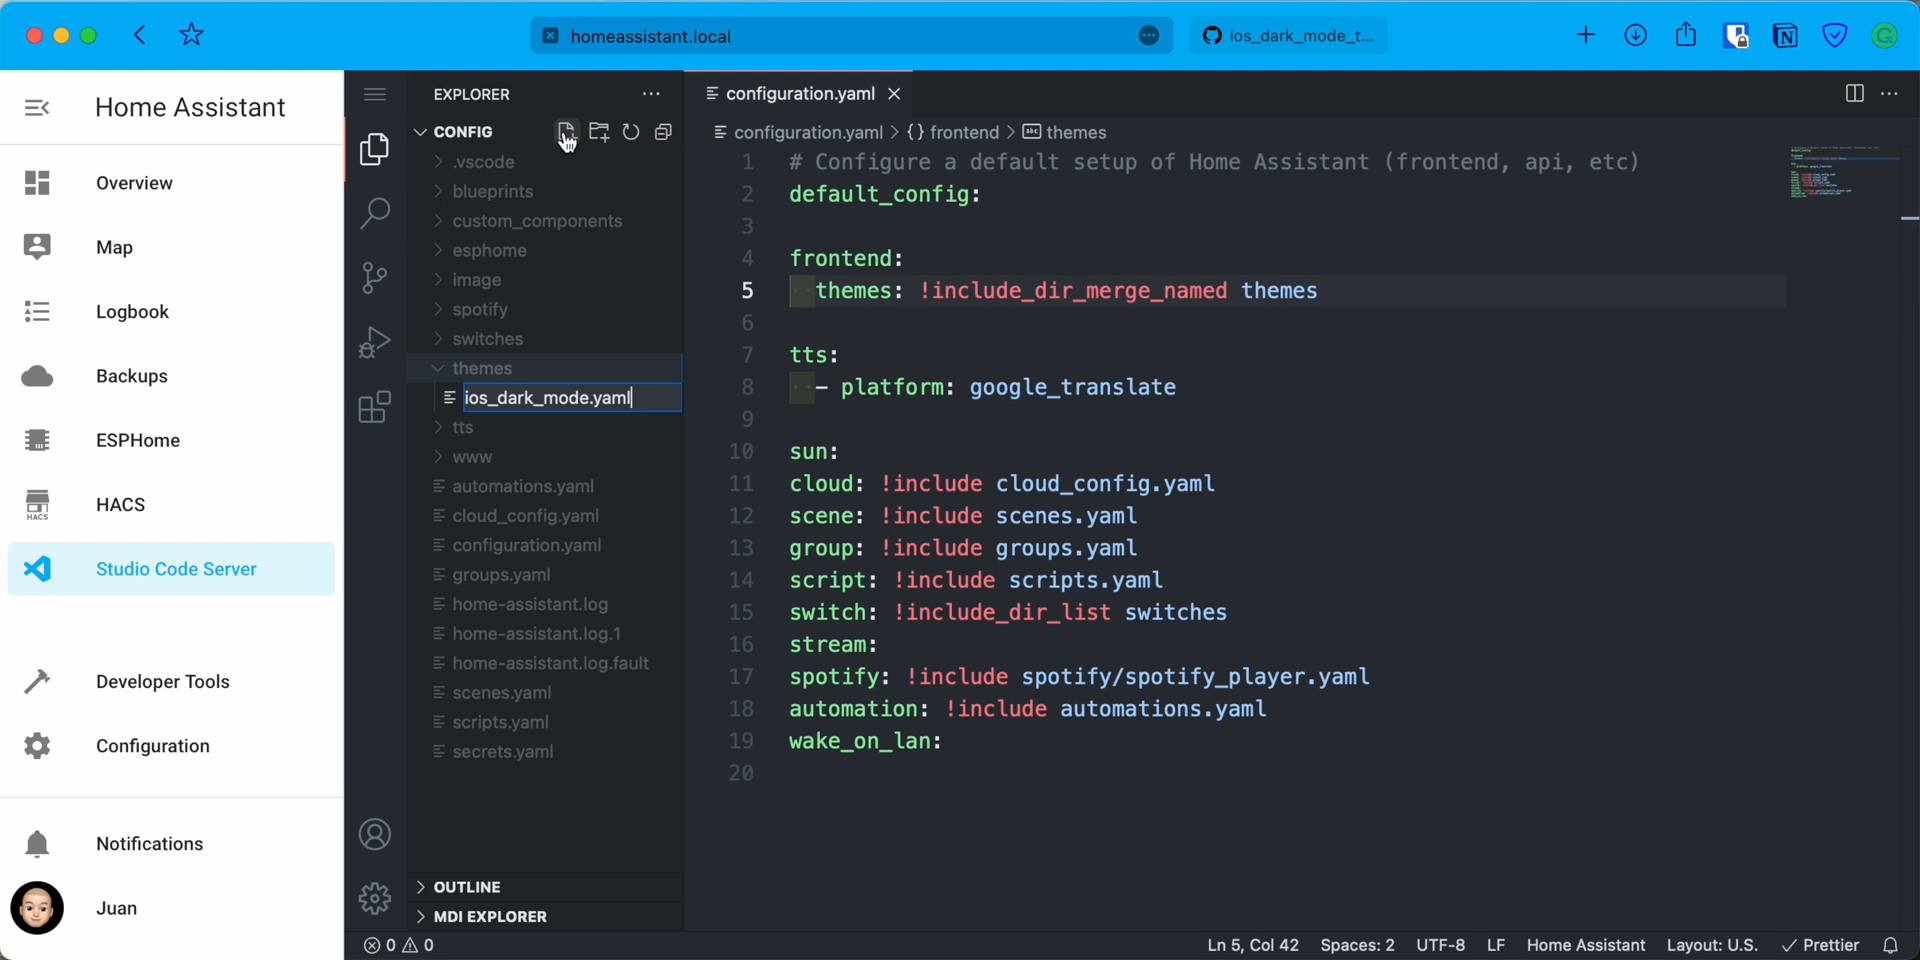 homeassistant.local
ios_dark_mode_t...
Home Assistant
Overview
Map
Logbook
Backups
ESPHome
HACS
HACS
Studio Code Server
Developer Tools
Configuration
Notifications
Juan
EXPLORER
CONFIG
.vscode
blueprints
custom_components
esphome
image
spotify
switches
themes
ios_dark_mode.yaml
tts
www
automations.yaml
cloud_config.yaml
configuration.yaml
groups.yaml
home-assistant.log
home-assistant.log.1
home-assistant.log.fault
scenes.yaml
scripts.yaml
secrets.yaml
OUTLINE
MDI EXPLORER
configuration.yaml
configuration.yaml > {} frontend > abc themes
1 # Configure a default setup of Home Assistant (frontend, api, etc)
2 default_config:
3
4 frontend:
5 themes: !include_dir_merge_named themes
6
7 tts:
8 - platform: google_translate
9
10 sun:
11 cloud: !include cloud_config.yaml
12 scene: !include scenes.yaml
13 group: !include groups.yaml
14 script: !include scripts.yaml
15 switch: !include_dir_list switches
16 stream:
17 spotify: !include spotify/spotify_player.yaml
18 automation: !include automations.yaml
19 wake_on_lan:
20
0 0
Ln 5, Col 42 Spaces: 2 UTF-8 LF Home Assistant Layout: U.S. Prettier